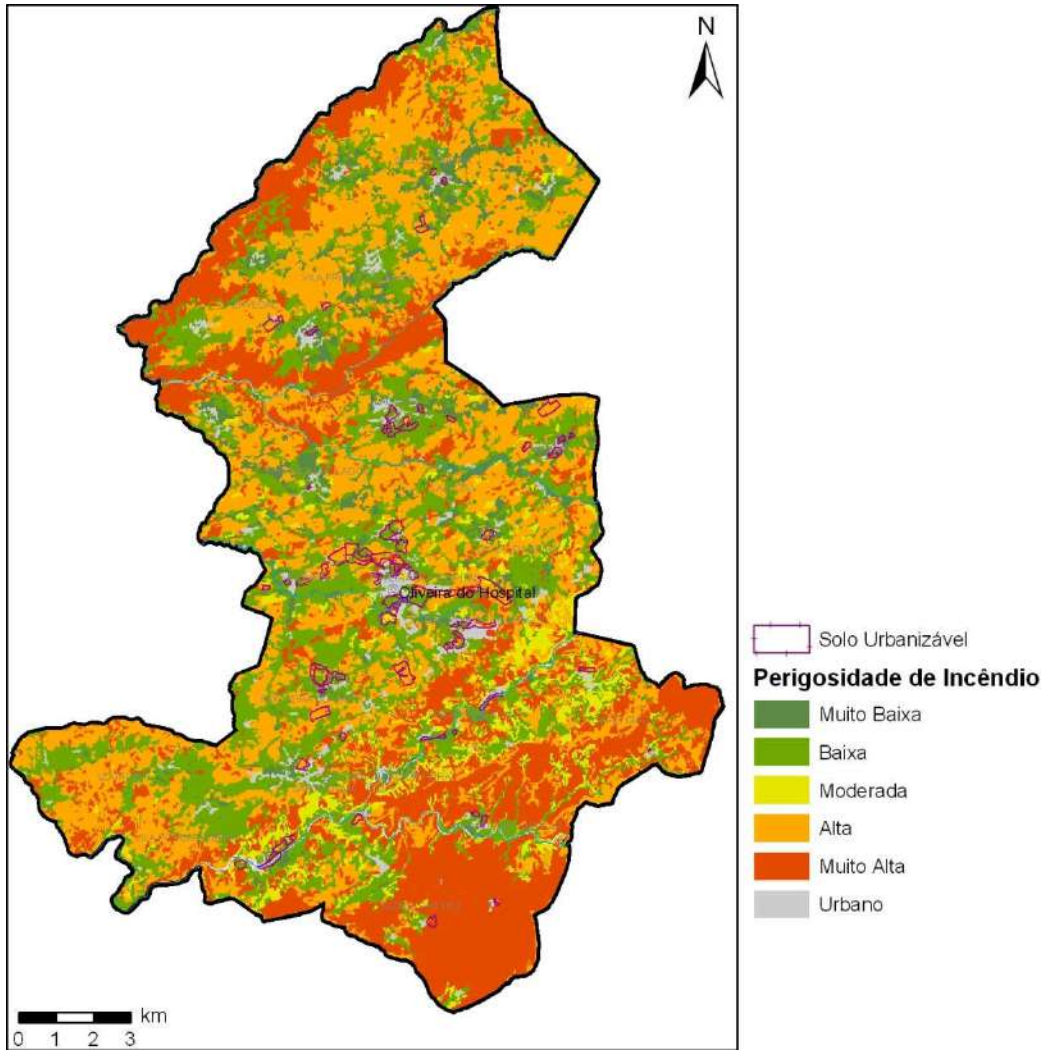 N
Oliveira do Hospital
Solo Urbanizável
Perigosidade de Incêndio
Muito Baixa
Baixa
Moderada
Alta
Muito Alta
Urbano
km
0 1 2 3